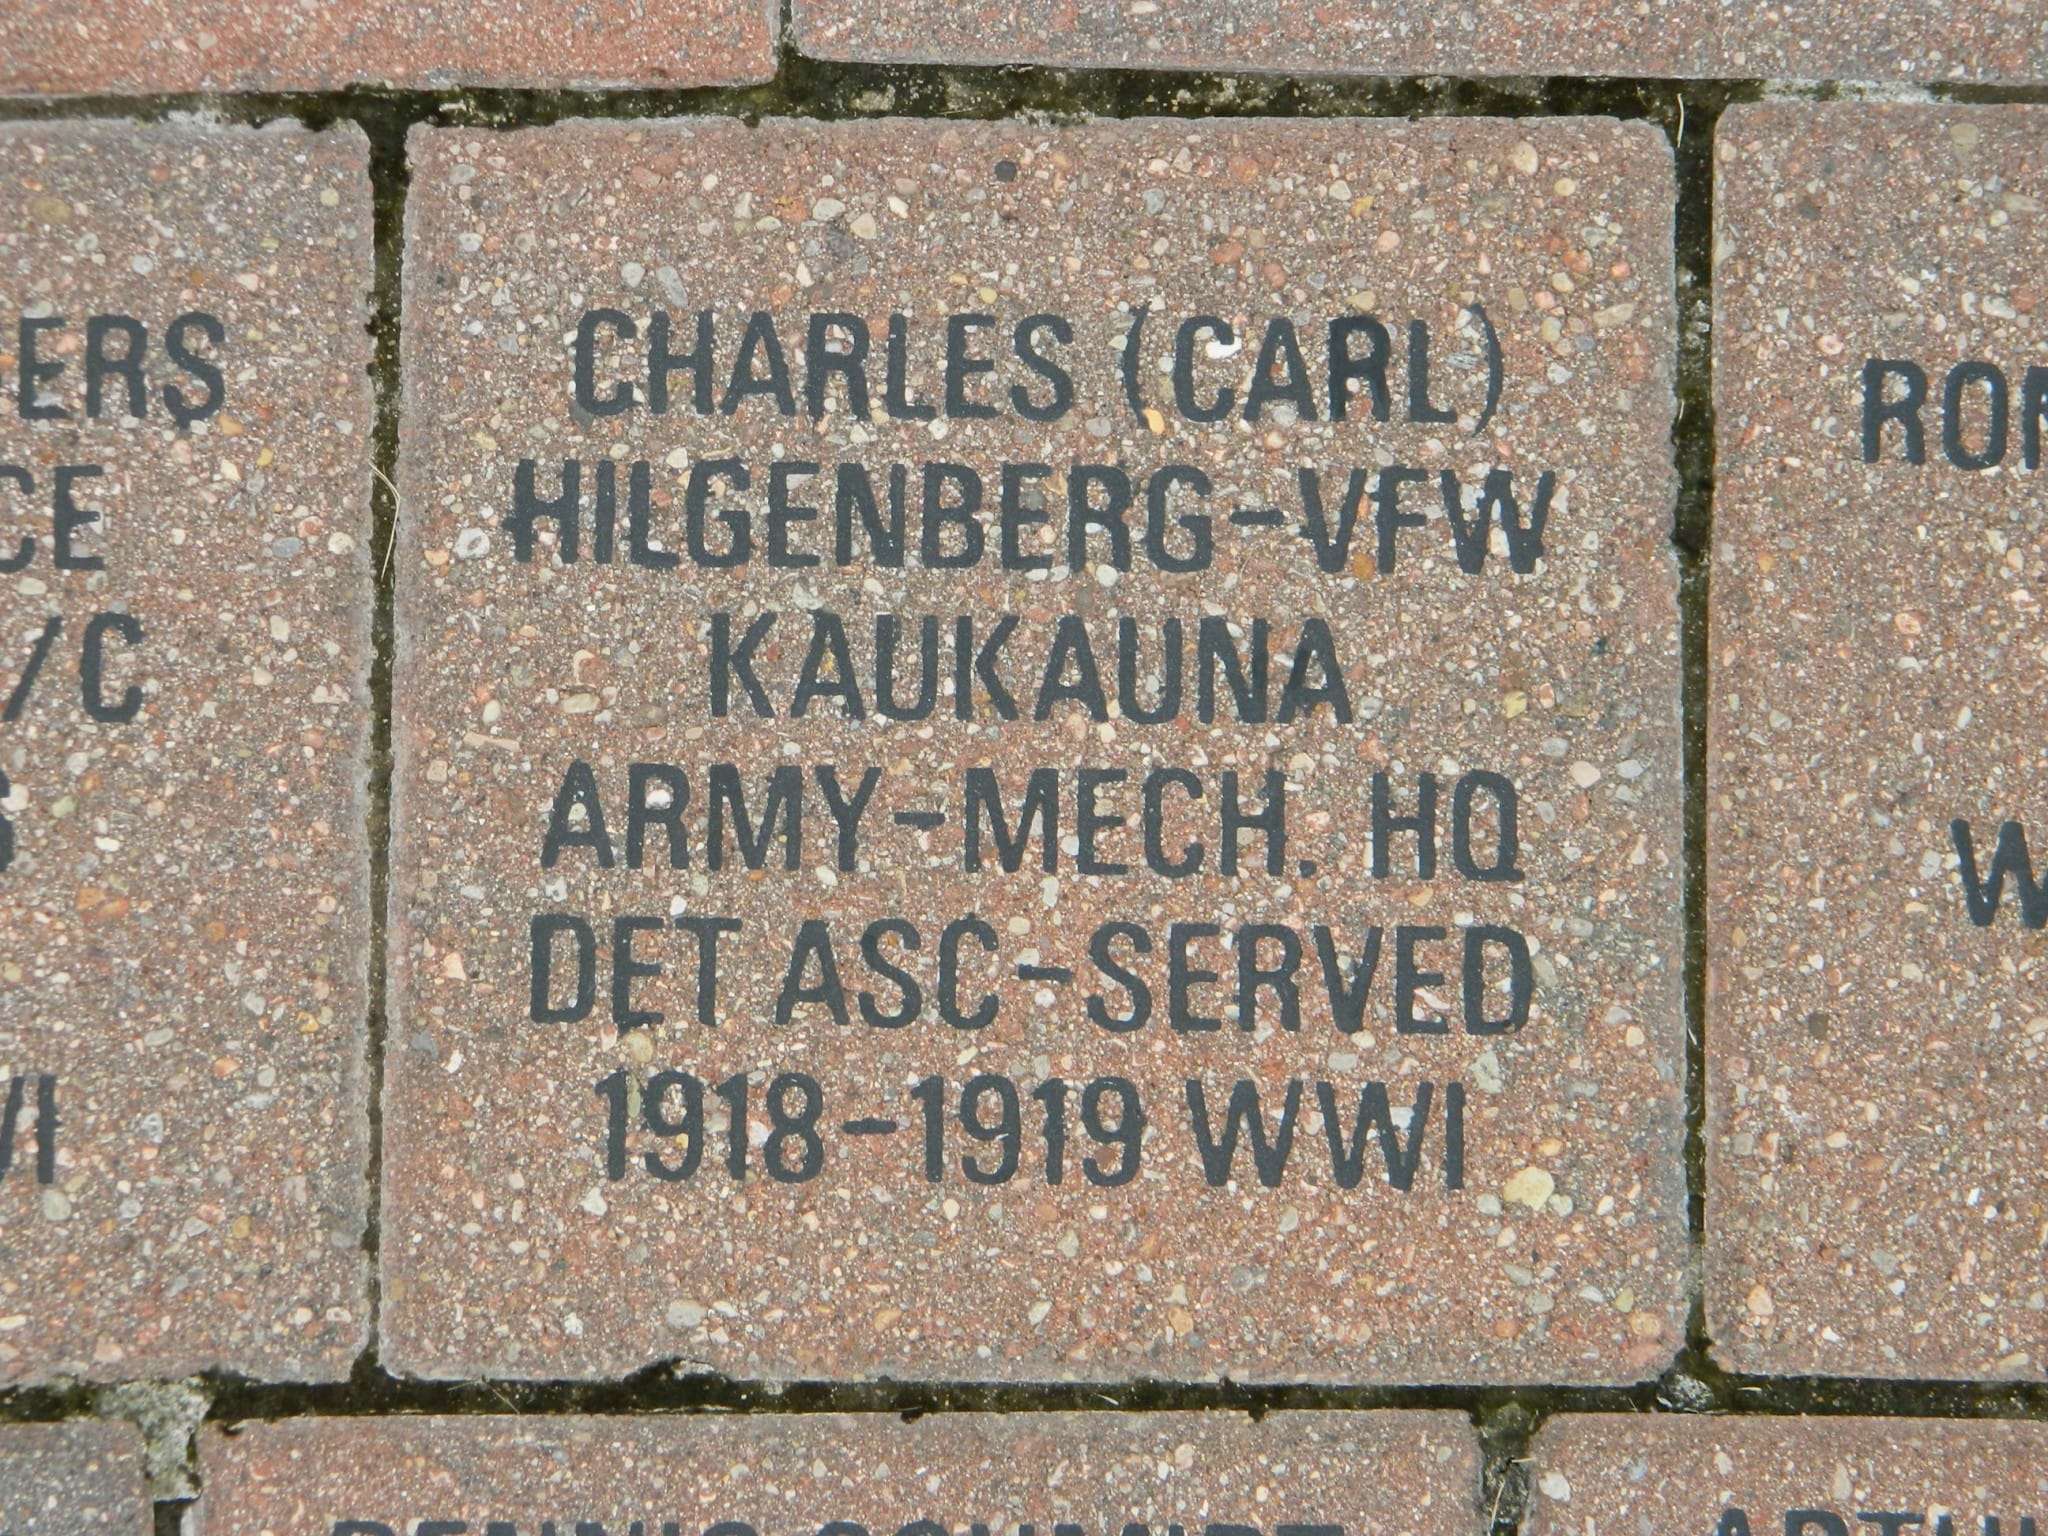 CHARLES (CARL)
HILGENBERG-VFW
KAUKAUNA
ARMY-MECH. HQ
DET ASC-SERVED
1918-1919 WWI